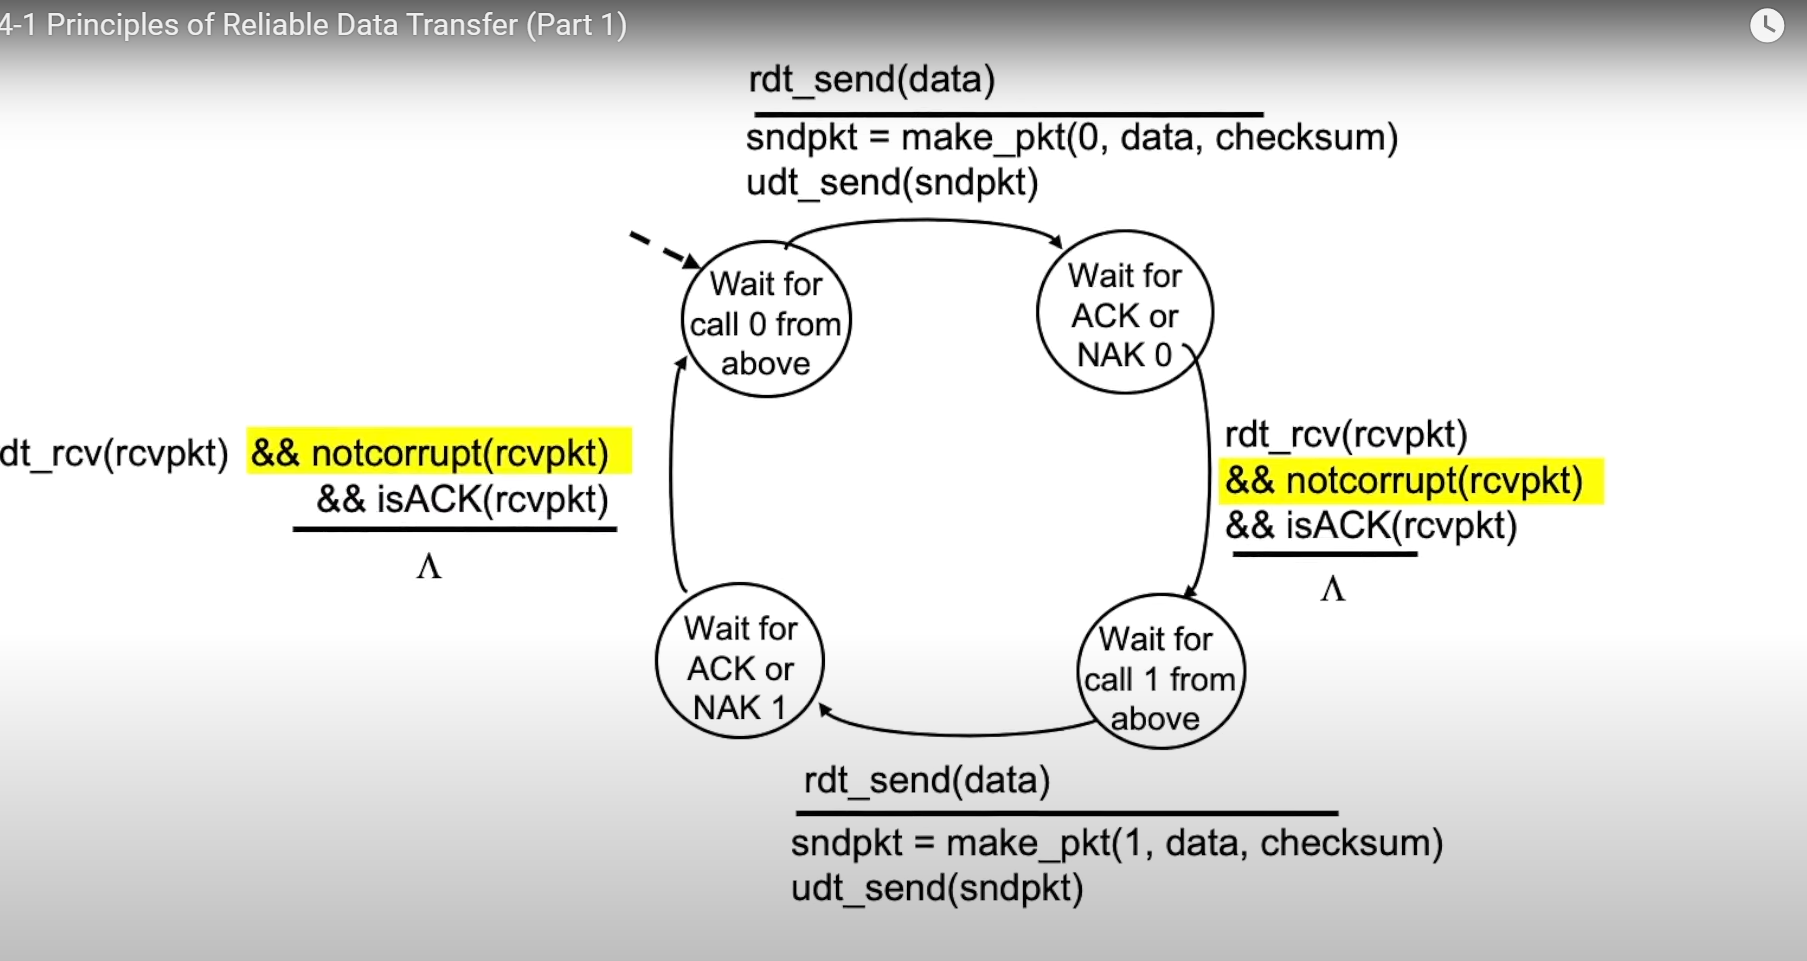 4-1 Principles of Reliable Data Transfer (Part 1)
rdt_send(data)
sndpkt = make_pkt(0, data, checksum)
udt_send(sndpkt)
Wait for
call 0 from
above
Wait for
ACK or
NAK 0
dt_rcv(rcvpkt) && notcorrupt(rcvpkt)
&& isACK(rcvpkt)
Λ
rdt_rcv(rcvpkt)
&& notcorrupt(rcvpkt)
&& isACK(rcvpkt)
Λ
Wait for
ACK or
NAK 1
Wait for
call 1 from
above
rdt_send(data)
sndpkt = make_pkt(1, data, checksum)
udt_send(sndpkt)